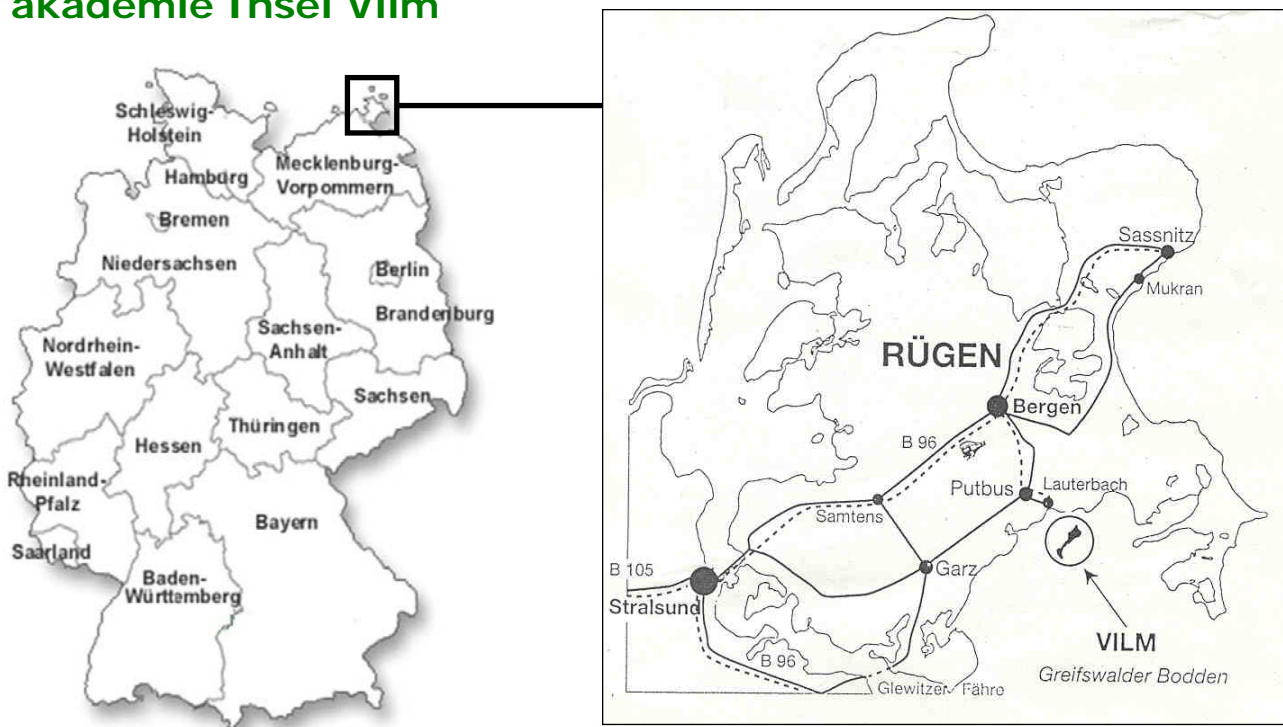 akademie Insel Vilm
Schleswig-
Holstein
Mecklenburg-
Vorpommern
Hamburg
Bremen
Niedersachsen
Berlin
Brandenburg
Sachsen-
Anhalt
Nordrhein-
Westfalen
Sachsen
Thüringen
Hessen
Rheinland-
Pfalz
Bayern
Saarland
Baden-
Württemberg
Sassnitz
Mukran
RÜGEN
Bergen
B 96
Putbus
Lauterbach
Samtens
B 105
Garz
Stralsund
VILM
B 96
Greifswalder Bodden
Glewitzer Fähre